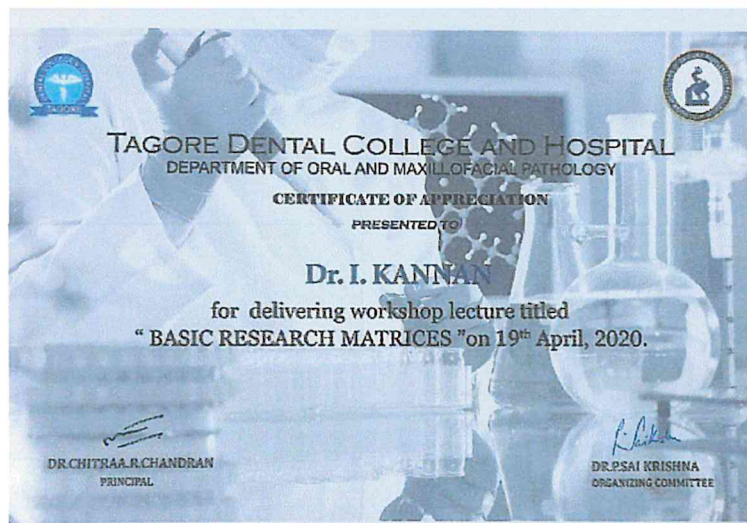 TAGORE
TAGORE DENTAL COLLEGE AND HOSPITAL
DEPARTMENT OF ORAL AND MAXILLOFACIAL PATHOLOGY
CERTIFICATE OF APPRECIATION
PRESENTED TO
Dr. I. KANNAN
for delivering workshop lecture titled
“ BASIC RESEARCH MATRICES ”on 19th April, 2020.
DR.CHITRAA.R.CHANDRAN
PRINCIPAL
DR.P.SAI KRISHNA
ORGANIZING COMMITTEE